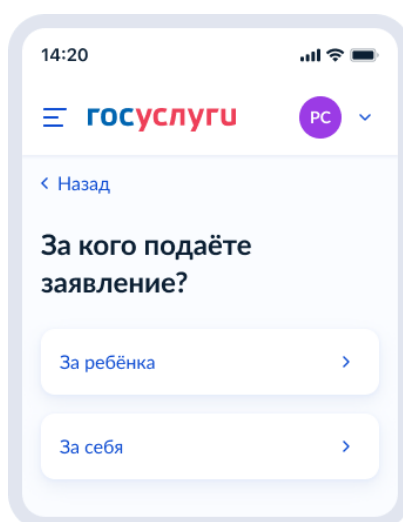 14:20
госуслуги
РС
Назад
За кого подаёте
заявление?
За ребёнка
За себя